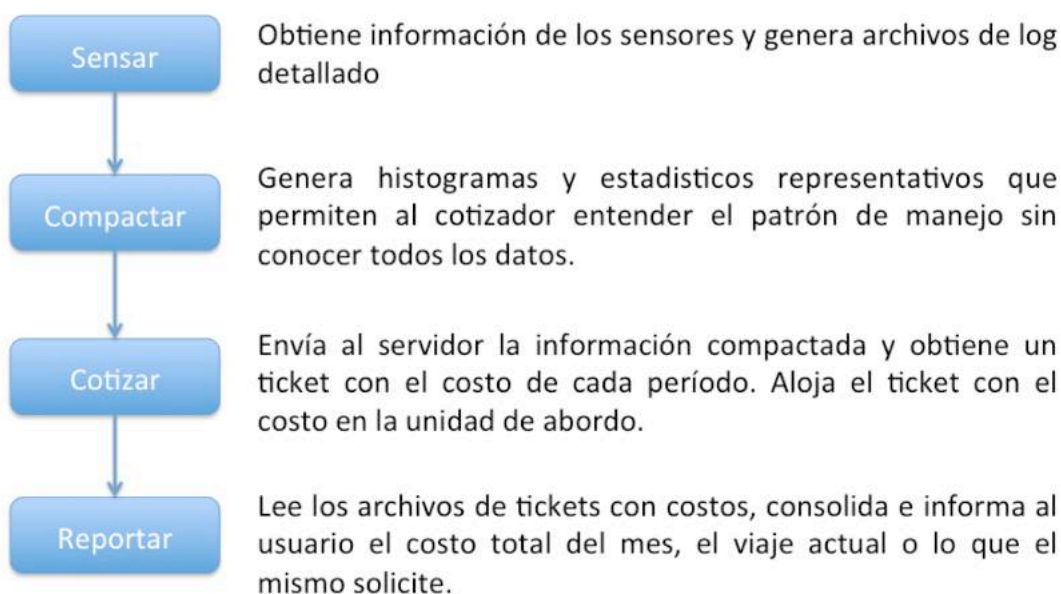 Sensar
Obtiene información de los sensores y genera archivos de log
detallado
Compactar
Genera histogramas y estadisticos representativos que
permiten al cotizador entender el patrón de manejo sin
conocer todos los datos.
Cotizar
Envía al servidor la información compactada y obtiene un
ticket con el costo de cada período. Aloja el ticket con el
costo en la unidad de abordo.
Reportar
Lee los archivos de tickets con costos, consolida e informa al
usuario el costo total del mes, el viaje actual o lo que el
mismo solicite.